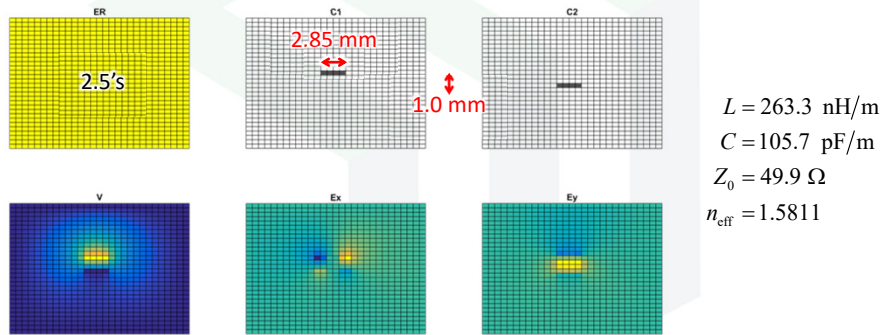 ER
C1
C2
2.5's
2.85 mm
1.0 mm
L = 263.3 nH/m
C = 105.7 pF/m
Z₀ = 49.9 Ω
n_eff = 1.5811
V
Ex
Ey